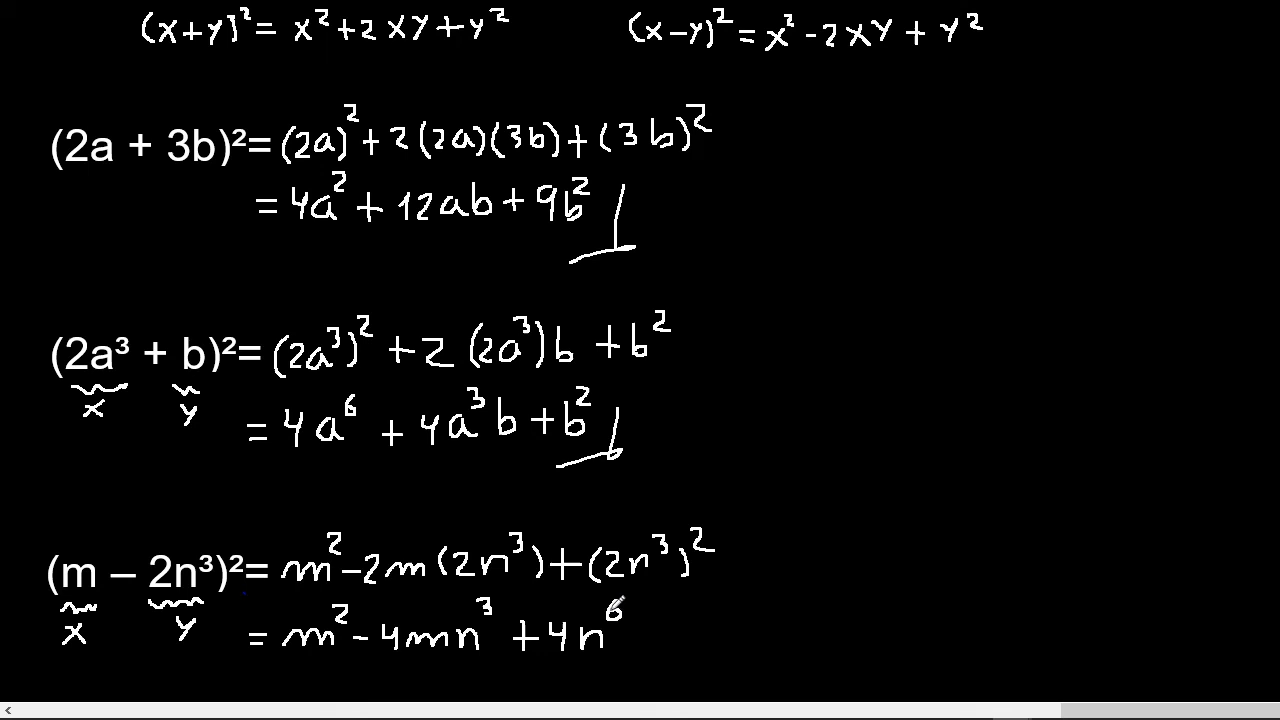 (x+y)²= x²+2xy+y² (x-y)²=x²-2xy+y²
(2a + 3b)²= (2a)²+2(2a)(3b)+(3b)²
= 4a²+12ab+9b²
(2a³ + b)²= (2a³)²+2(2a³)b+b²
x y
= 4a⁶+4a³b+b²
(m – 2n³)²= m²-2m(2n³)+(2n³)²
x y
= m²-4mn³+4n⁶